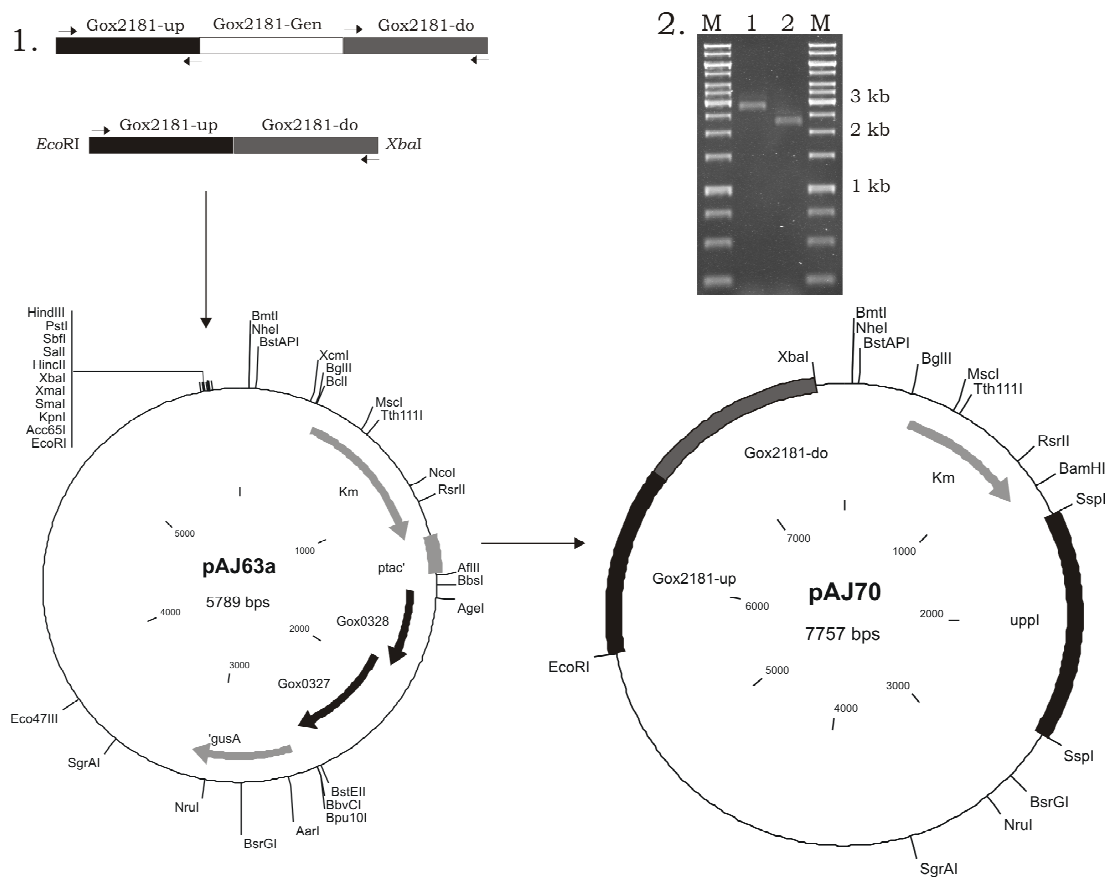 1.
Gox2181-up Gox2181-Gen Gox2181-do
Gox2181-up Gox2181-do
EcoRI XbaI
2.
M 1 2 M
3 kb
2 kb
1 kb
HindIII
PstI
SbfI
SalI
HincII
XbaI
XmaI
SmaI
KpnI
Acc65I
EcoRI
BmtI
NheI
BstAPI
XcmI
BglII
BclI
MscI
Tth111I
NcoI
RsrII
AflII
BbsI
AgeI
BstEII
BbvCI
Bpu10I
AarI
BsrGI
NruI
SgrAI
Eco47III
I
Km
ptac'
Gox0328
Gox0327
'gusA
1000
2000
3000
4000
5000
pAJ63a
5789 bps
XbaI
BmtI
NheI
BstAPI
BglII
MscI
Tth111I
RsrII
BamHI
SspI
SspI
BsrGI
NruI
SgrAI
EcoRI
Gox2181-do
Gox2181-up
I
Km
uppI
1000
2000
3000
4000
5000
6000
7000
pAJ70
7757 bps